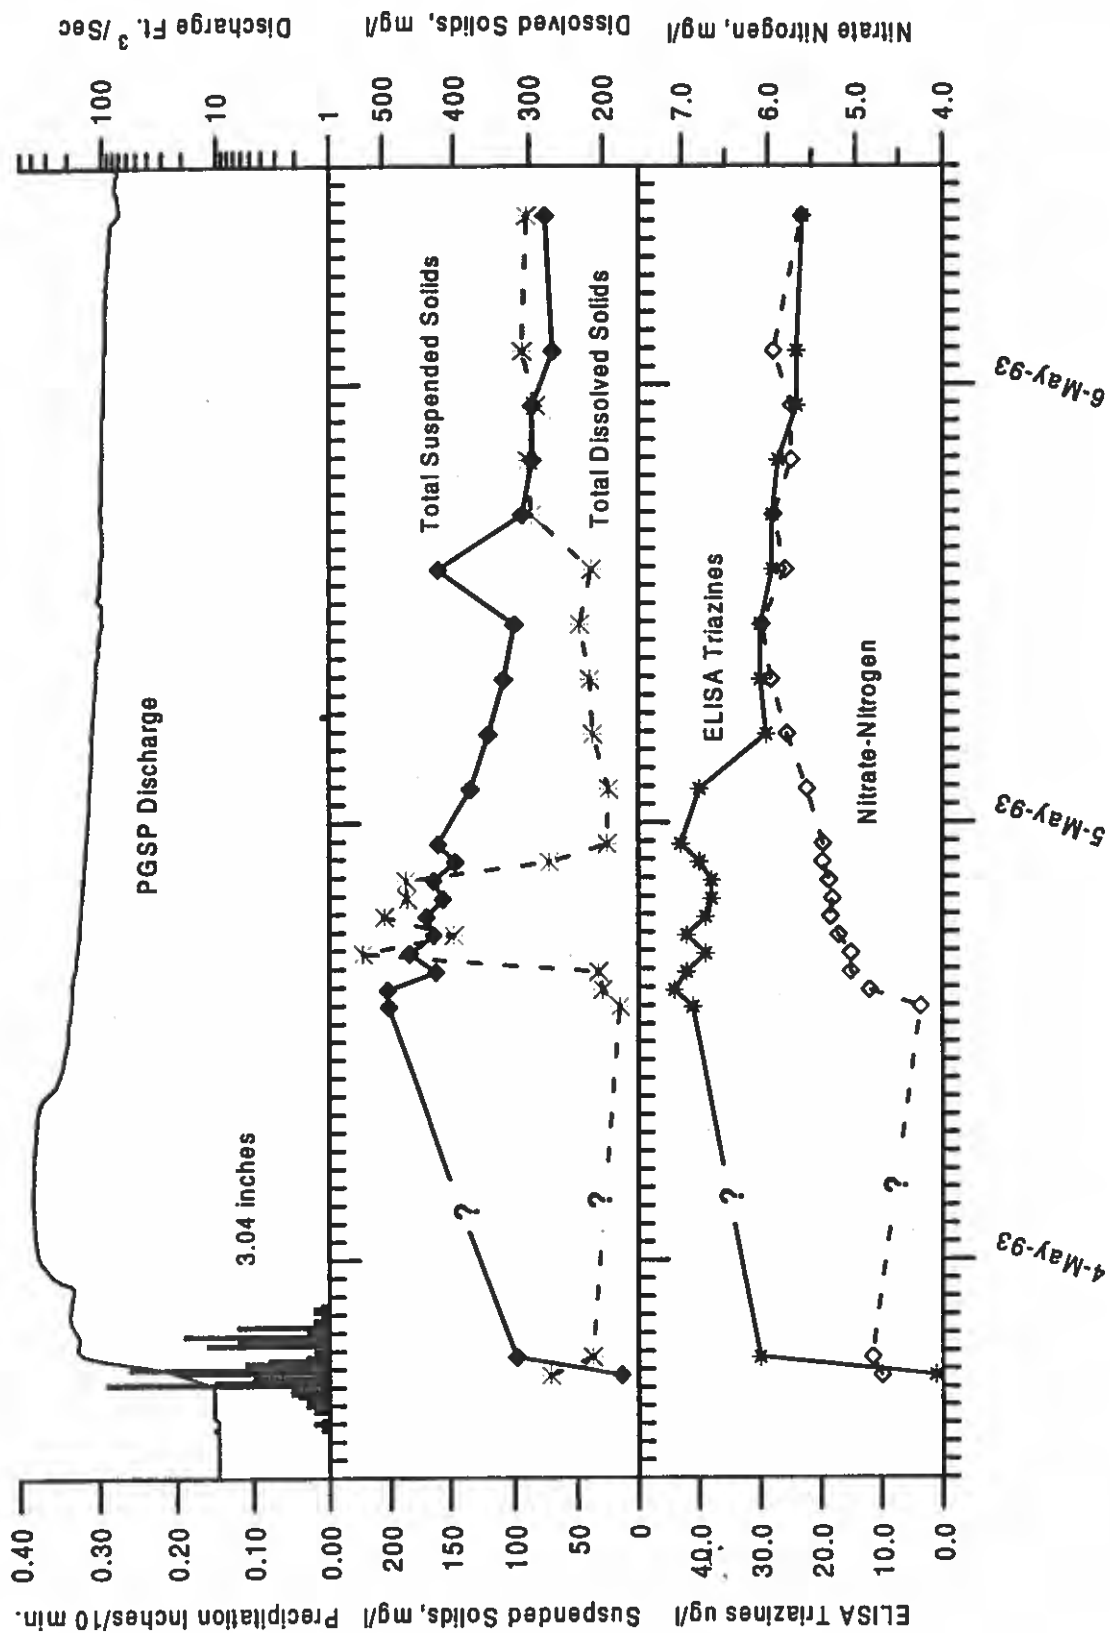 Precipitation Inches/10 min.
0.40
0.30
0.20
0.10
0.00
PGSP Discharge
3.04 inches
100
10
1
Discharge Ft. 3/Sec
Suspended Solids, mg/l
200
150
100
50
0
Total Suspended Solids
Total Dissolved Solids
?
?
500
400
300
200
100
Dissolved Solids, mg/l
ELISA Triazines ug/l
40.0
30.0
20.0
10.0
0.0
ELISA Triazines
Nitrate-Nitrogen
?
?
7.0
6.0
5.0
4.0
Nitrate Nitrogen, mg/l
4-May-93
5-May-93
6-May-93